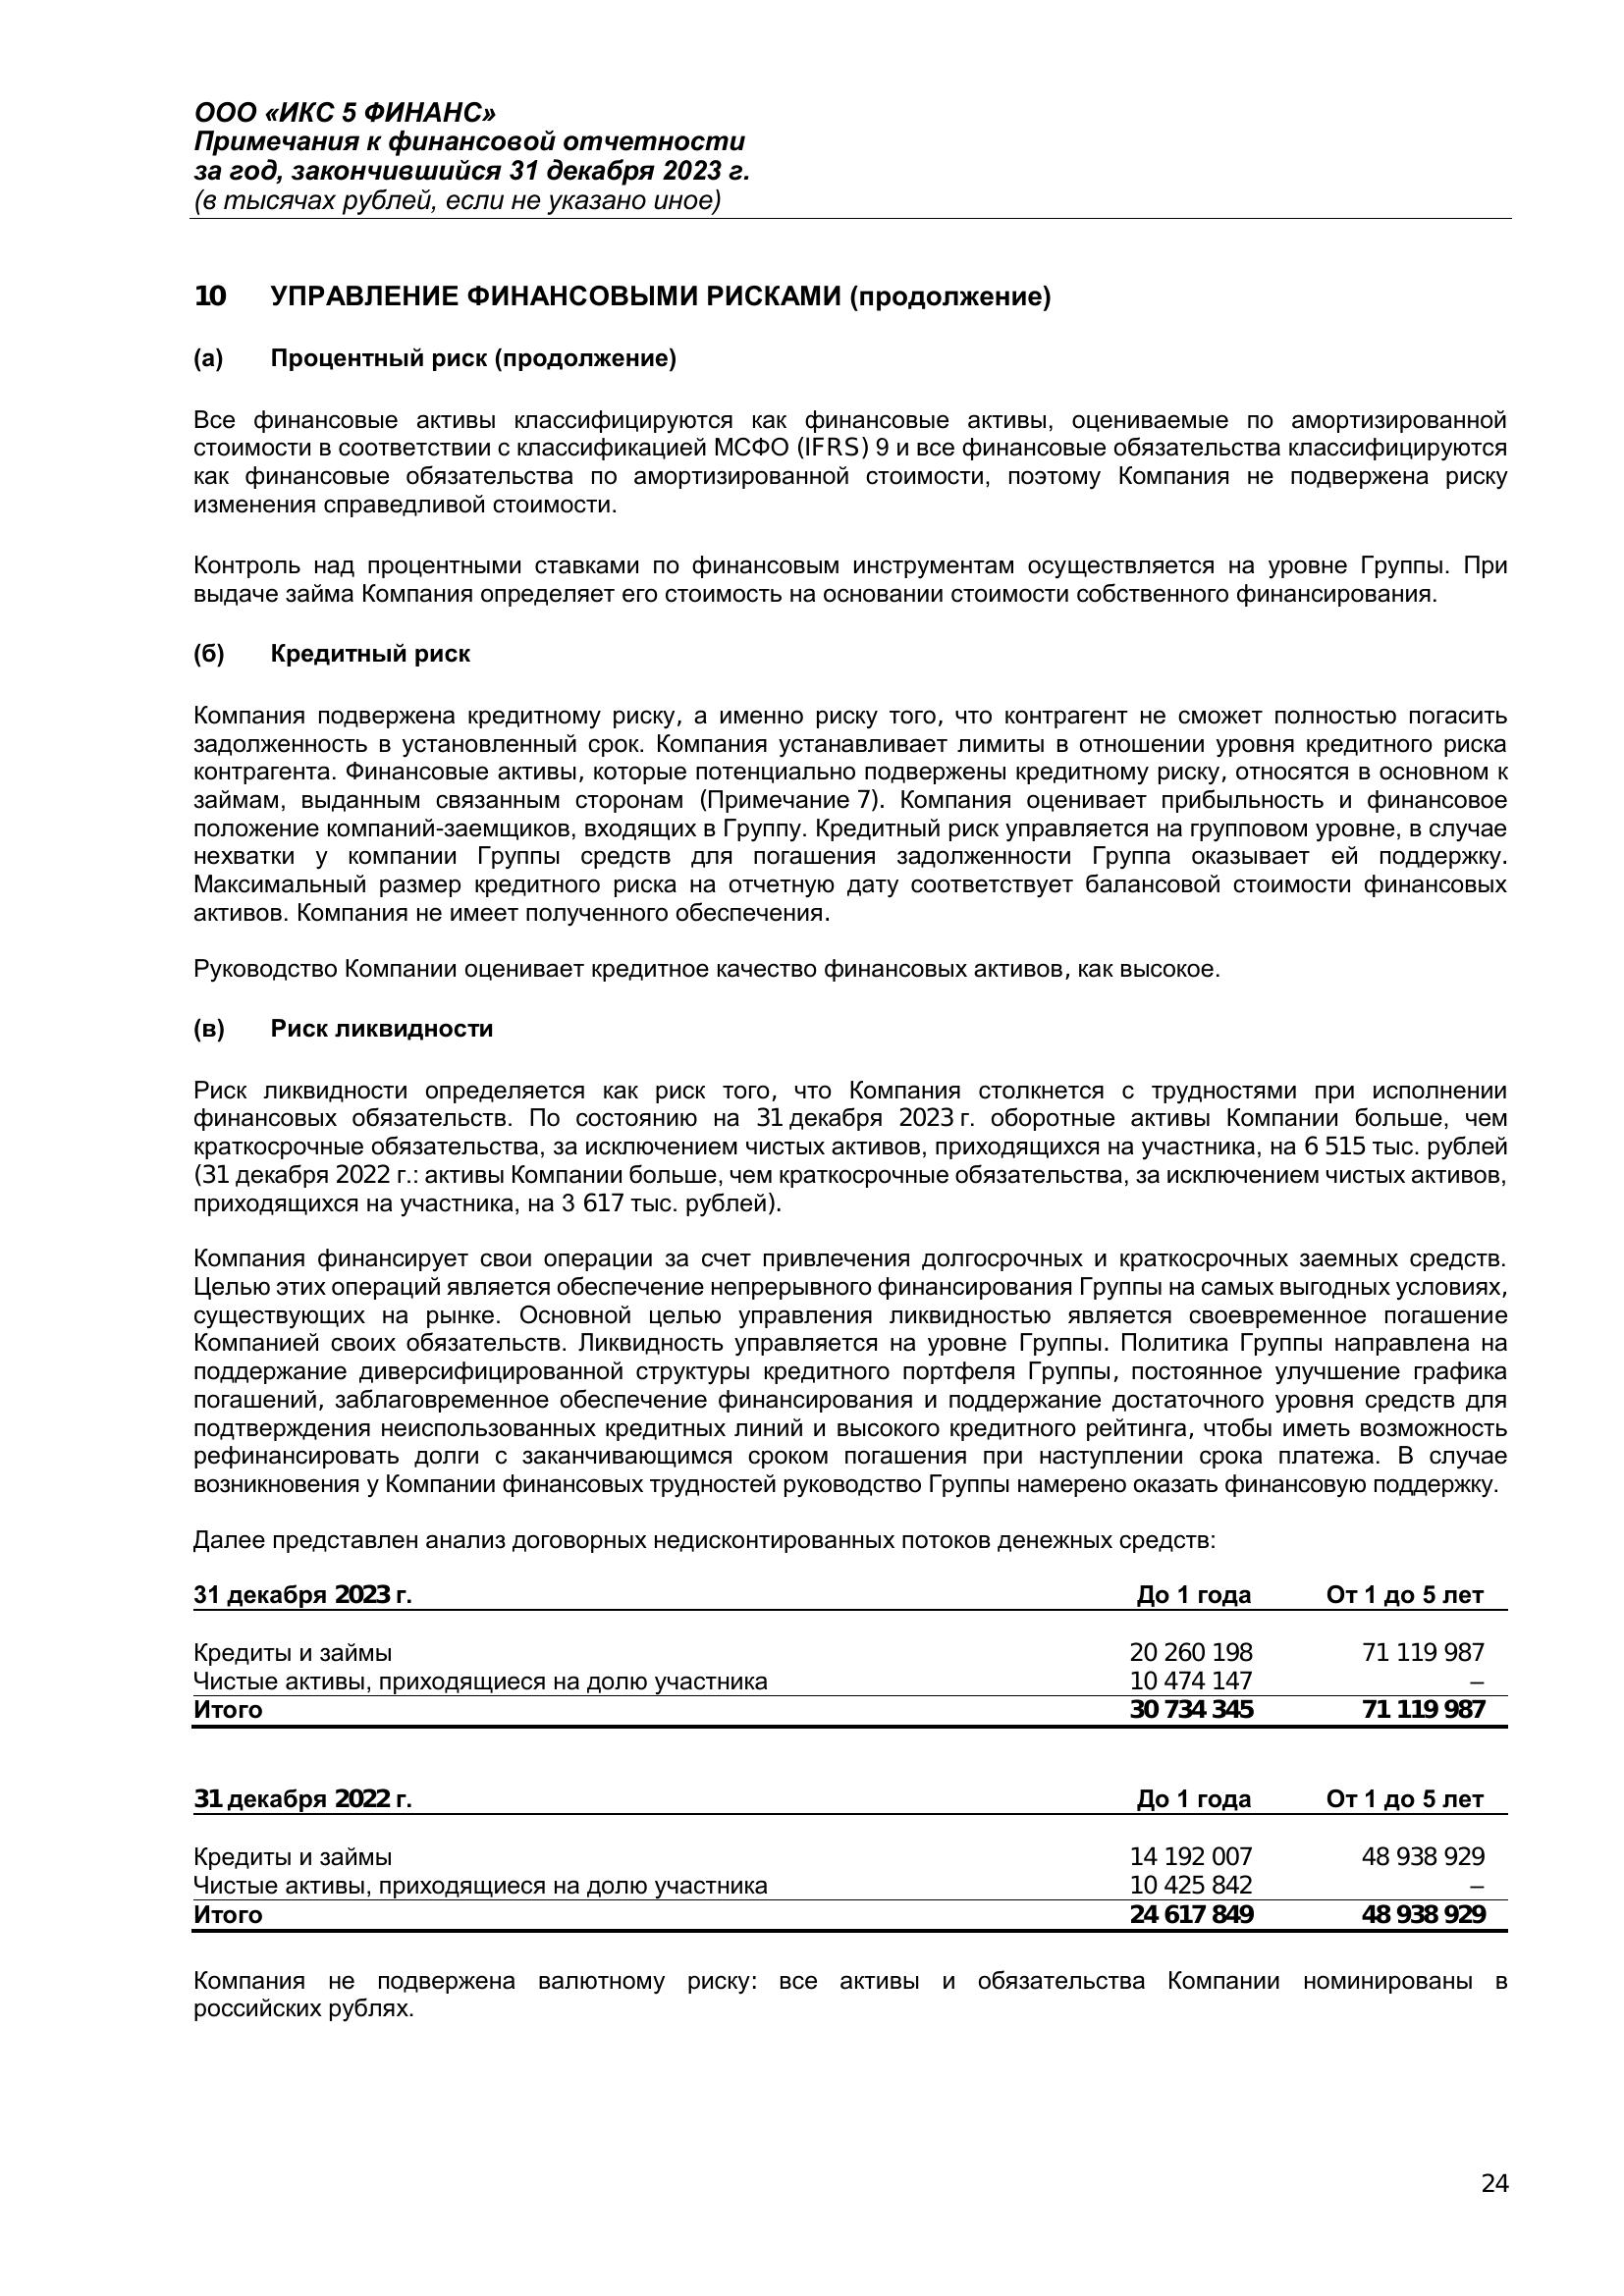 ООО «ИКС 5 ФИНАНС»
Примечания к финансовой отчетности
за год, закончившийся 31 декабря 2023 г.
(в тысячах рублей, если не указано иное)
10 УПРАВЛЕНИЕ ФИНАНСОВЫМИ РИСКАМИ (продолжение)
(а) Процентный риск (продолжение)
Все финансовые активы классифицируются как финансовые активы, оцениваемые по амортизированной
стоимости в соответствии с классификацией МСФО (IFRS) 9 и все финансовые обязательства классифицируются
как финансовые обязательства по амортизированной стоимости, поэтому Компания не подвержена риску
изменения справедливой стоимости.
Контроль над процентными ставками по финансовым инструментам осуществляется на уровне Группы. При
выдаче займа Компания определяет его стоимость на основании стоимости собственного финансирования.
(б) Кредитный риск
Компания подвержена кредитному риску, а именно риску того, что контрагент не сможет полностью погасить
задолженность в установленный срок. Компания устанавливает лимиты в отношении уровня кредитного риска
контрагента. Финансовые активы, которые потенциально подвержены кредитному риску, относятся в основном к
займам, выданным связанным сторонам (Примечание 7). Компания оценивает прибыльность и финансовое
положение компаний-заемщиков, входящих в Группу. Кредитный риск управляется на групповом уровне, в случае
нехватки у компании Группы средств для погашения задолженности Группа оказывает ей поддержку.
Максимальный размер кредитного риска на отчетную дату соответствует балансовой стоимости финансовых
активов. Компания не имеет полученного обеспечения.
Руководство Компании оценивает кредитное качество финансовых активов, как высокое.
(в) Риск ликвидности
Риск ликвидности определяется как риск того, что Компания столкнется с трудностями при исполнении
финансовых обязательств. По состоянию на 31 декабря 2023 г. оборотные активы Компании больше, чем
краткосрочные обязательства, за исключением чистых активов, приходящихся на участника, на 6 515 тыс. рублей
(31 декабря 2022 г.: активы Компании больше, чем краткосрочные обязательства, за исключением чистых активов,
приходящихся на участника, на 3 617 тыс. рублей).
Компания финансирует свои операции за счет привлечения долгосрочных и краткосрочных заемных средств.
Целью этих операций является обеспечение непрерывного финансирования Группы на самых выгодных условиях,
существующих на рынке. Основной целью управления ликвидностью является своевременное погашение
Компанией своих обязательств. Ликвидность управляется на уровне Группы. Политика Группы направлена на
поддержание диверсифицированной структуры кредитного портфеля Группы, постоянное улучшение графика
погашений, заблаговременное обеспечение финансирования и поддержание достаточного уровня средств для
подтверждения неиспользованных кредитных линий и высокого кредитного рейтинга, чтобы иметь возможность
рефинансировать долги с заканчивающимся сроком погашения при наступлении срока платежа. В случае
возникновения у Компании финансовых трудностей руководство Группы намерено оказать финансовую поддержку.
Далее представлен анализ договорных недисконтированных потоков денежных средств:
31 декабря 2023 г. До 1 года От 1 до 5 лет
Кредиты и займы 20 260 198 71 119 987
Чистые активы, приходящиеся на долю участника 10 474 147 –
Итого 30 734 345 71 119 987
31 декабря 2022 г. До 1 года От 1 до 5 лет
Кредиты и займы 14 192 007 48 938 929
Чистые активы, приходящиеся на долю участника 10 425 842 –
Итого 24 617 849 48 938 929
Компания не подвержена валютному риску: все активы и обязательства Компании номинированы в
российских рублях.
24